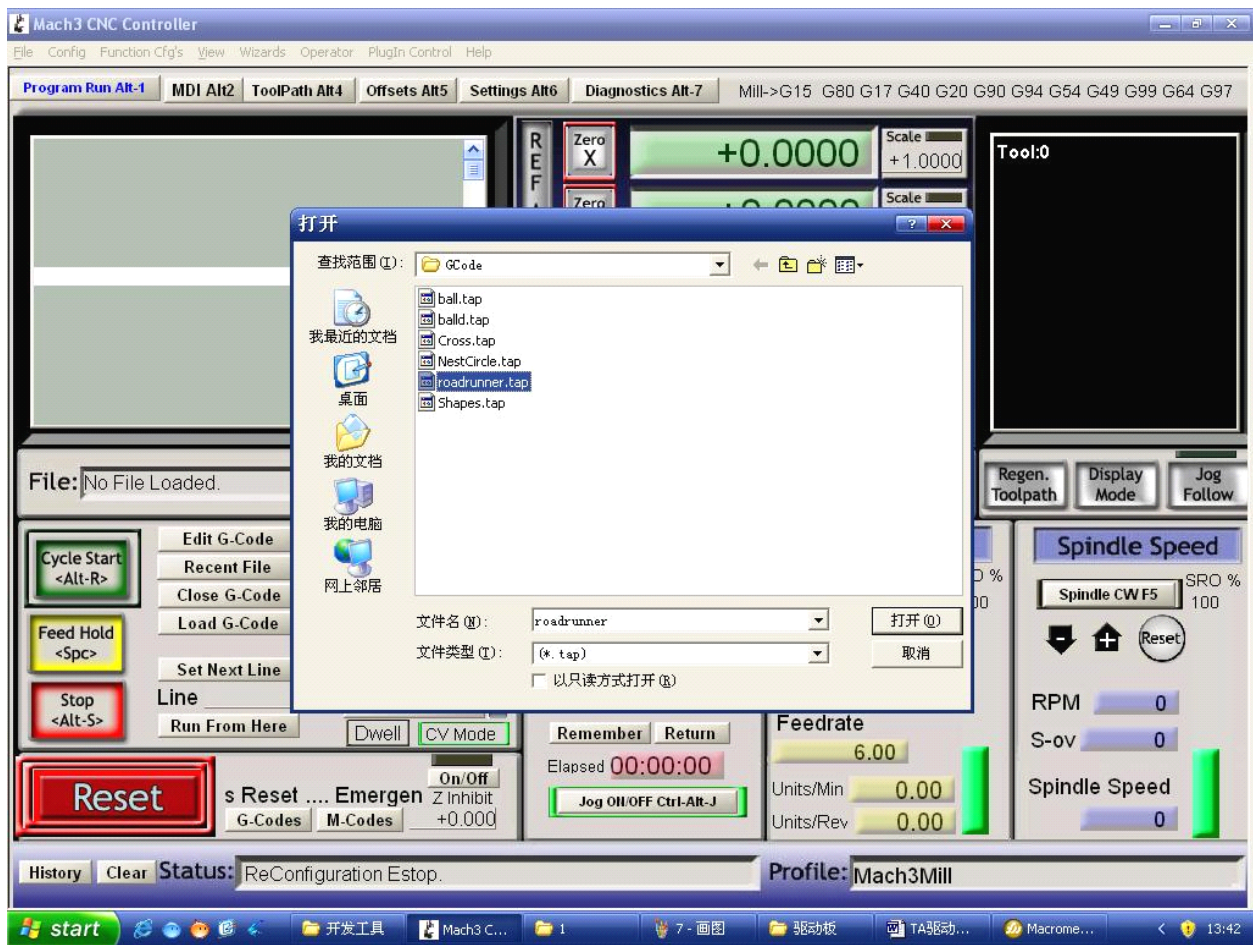 Mach3 CNC Controller
File Config Function Cfg's View Wizards Operator PlugIn Control Help
Program Run Alt-1 MDI Alt2 ToolPath Alt4 Offsets Alt5 Settings Alt6 Diagnostics Alt-7 Mill->G15 G80 G17 G40 G20 G90 G94 G54 G49 G99 G64 G97
REF
Zero X +0.0000 Scale +1.0000
Zero Scale
Tool:0
打开
查找范围(I): GCode
我最近的文档
桌面
我的文档
我的电脑
网上邻居
ball.tap
balld.tap
Cross.tap
NestCircle.tap
roadrunner.tap
Shapes.tap
文件名(N): roadrunner 打开(O)
文件类型(T): (*.tap) 取消
以只读方式打开(R)
File: No File Loaded.
Regen. Toolpath Display Mode Jog Follow
Cycle Start <Alt-R>
Feed Hold <Spc>
Stop <Alt-S>
Edit G-Code
Recent File
Close G-Code
Load G-Code
Set Next Line
Line
Run From Here
Dwell CV Mode
Reset
s Reset .... Emergen
G-Codes M-Codes
On/Off
Z Inhibit
+0.000
Remember Return
Elapsed 00:00:00
Jog ON/OFF Ctrl-Alt-J
Feedrate
6.00
Units/Min 0.00
Units/Rev 0.00
Spindle Speed
Spindle CW F5
SRO %
100
Reset
RPM 0
S-ov 0
Spindle Speed
0
History Clear Status: ReConfiguration Estop. Profile: Mach3Mill
start 开发工具 Mach3 C... 1 7 - 画图 驱动板 TA驱动... Macrome... 13:42